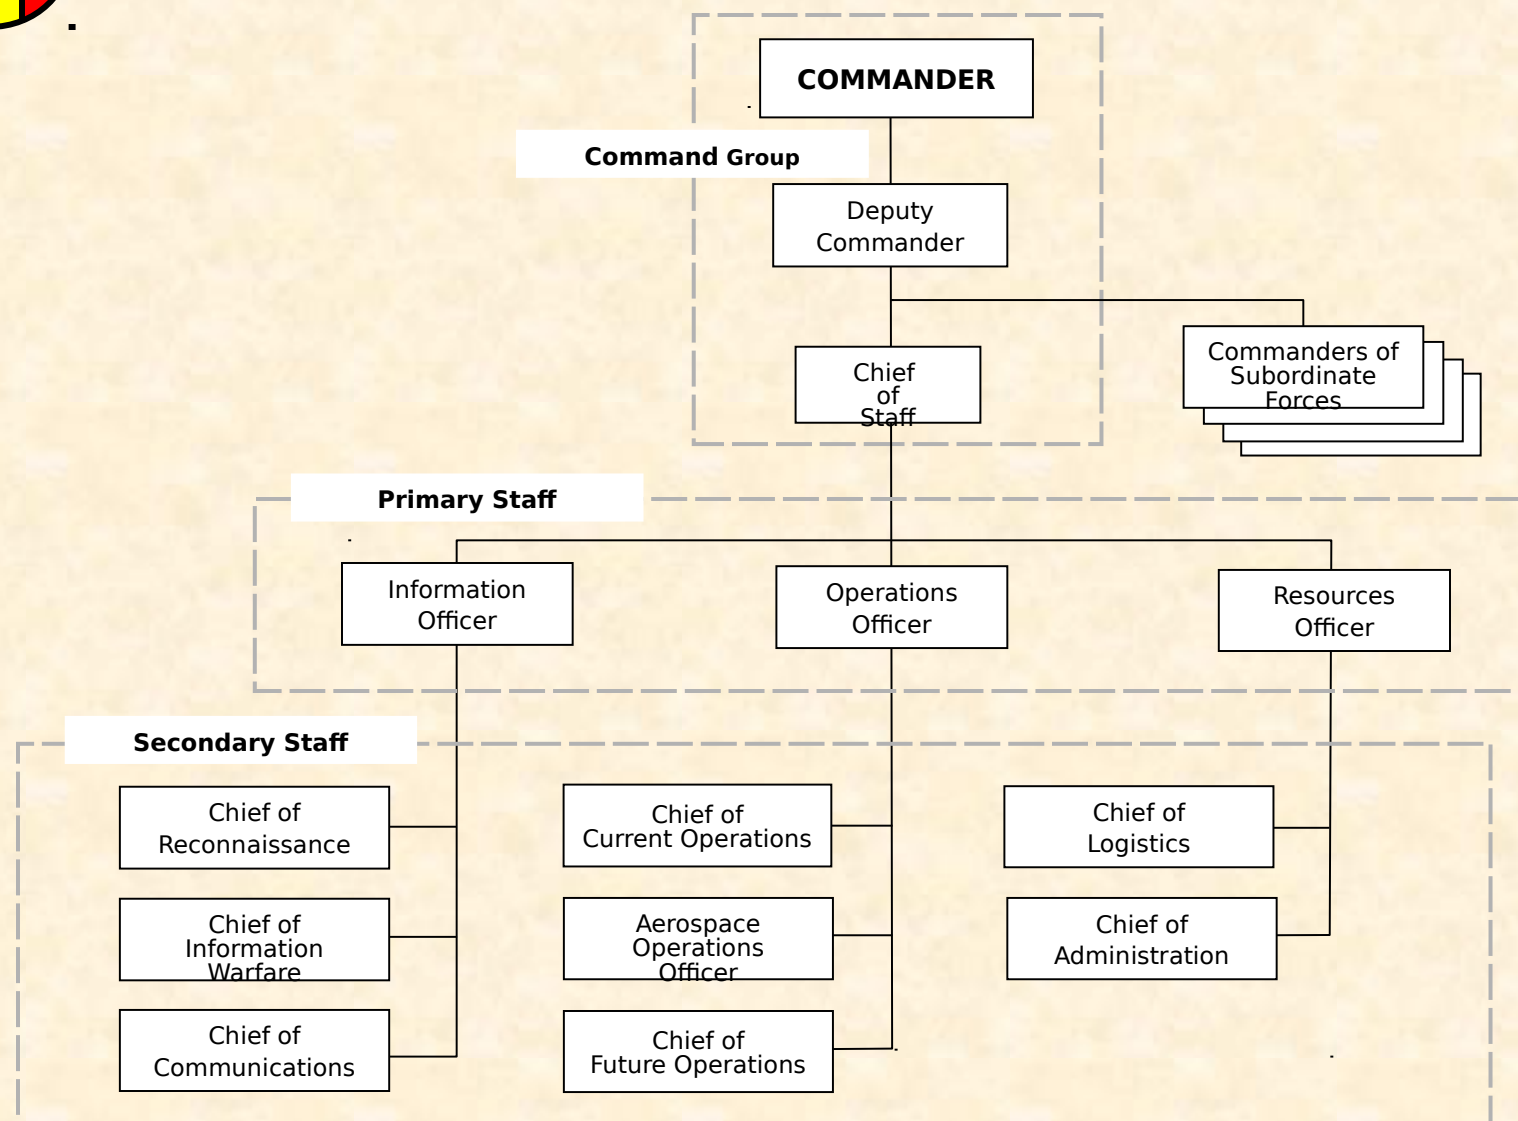 COMMANDER
Command Group
Deputy
Commander
Chief
of
Staff
Commanders of
Subordinate
Forces
Primary Staff
Information
Officer
Operations
Officer
Resources
Officer
Secondary Staff
Chief of
Reconnaissance
Chief of
Current Operations
Chief of
Logistics
Chief of
Information
Warfare
Aerospace
Operations
Officer
Chief of
Administration
Chief of
Communications
Chief of
Future Operations